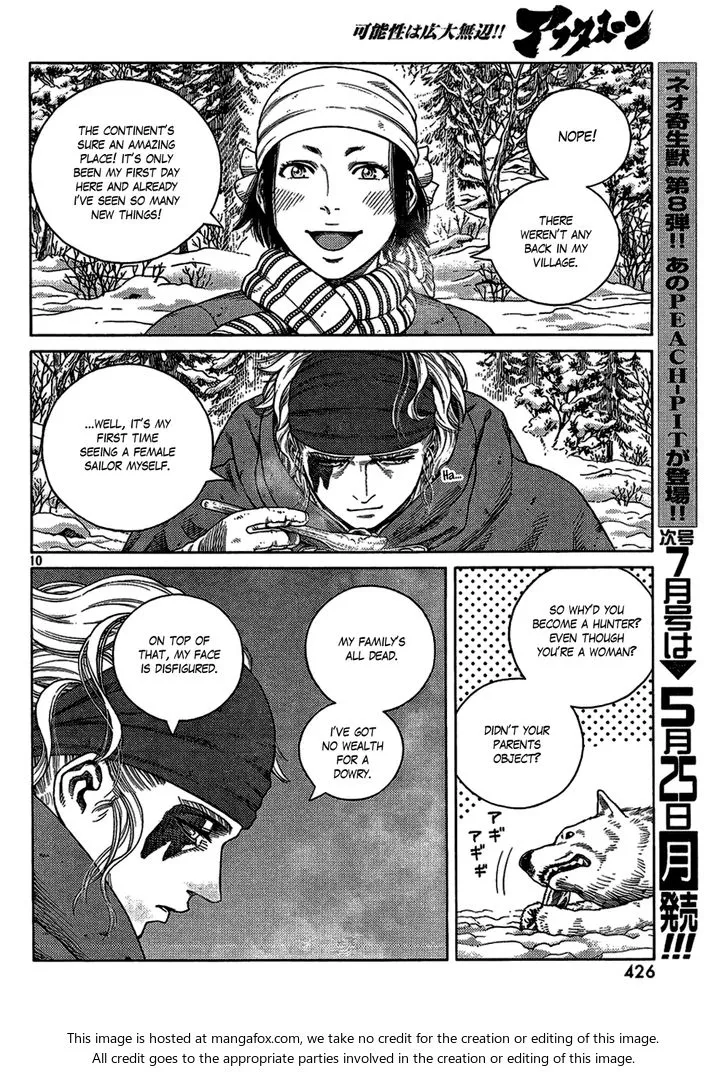 可能性は広大無辺!! アフタヌーン
NOPE!
THERE
WEREN'T ANY
BACK IN MY
VILLAGE.
THE CONTINENT'S
SURE AN AMAZING
PLACE! IT'S ONLY
BEEN MY FIRST DAY
HERE AND ALREADY
I'VE SEEN SO MANY
NEW THINGS!
Ha...
...WELL, IT'S MY
FIRST TIME
SEEING A FEMALE
SAILOR MYSELF.
10
SO WHY'D YOU
BECOME A HUNTER?
EVEN THOUGH
YOU'RE A WOMAN?
DIDN'T YOUR
PARENTS
OBJECT?
アギ
アギギ
MY FAMILY'S
ALL DEAD.
I'VE GOT
NO WEALTH
FOR A
DOWRY.
ON TOP OF
THAT, MY FACE
IS DISFIGURED.
『ネオ寄生獣』第8弾!! あのPEACH-PITが登場!!
次号7月号は▼5月25日月発売!!!
426
This image is hosted at mangafox.com, we take no credit for the creation or editing of this image.
All credit goes to the appropriate parties involved in the creation or editing of this image.